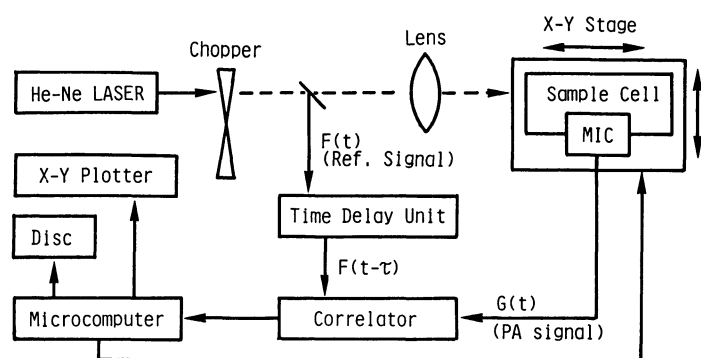 X-Y Stage
Chopper
Lens
He-Ne LASER
Sample Cell
MIC
F(t)
(Ref. Signal)
X-Y Plotter
Time Delay Unit
Disc
F(t-τ)
G(t)
(PA signal)
Microcomputer
Correlator